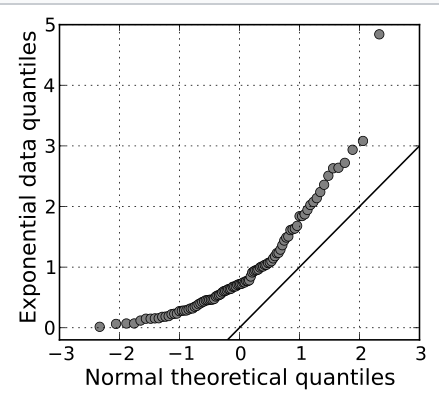 5
4
3
2
1
0
Exponential data quantiles
−3 −2 −1 0 1 2 3
Normal theoretical quantiles